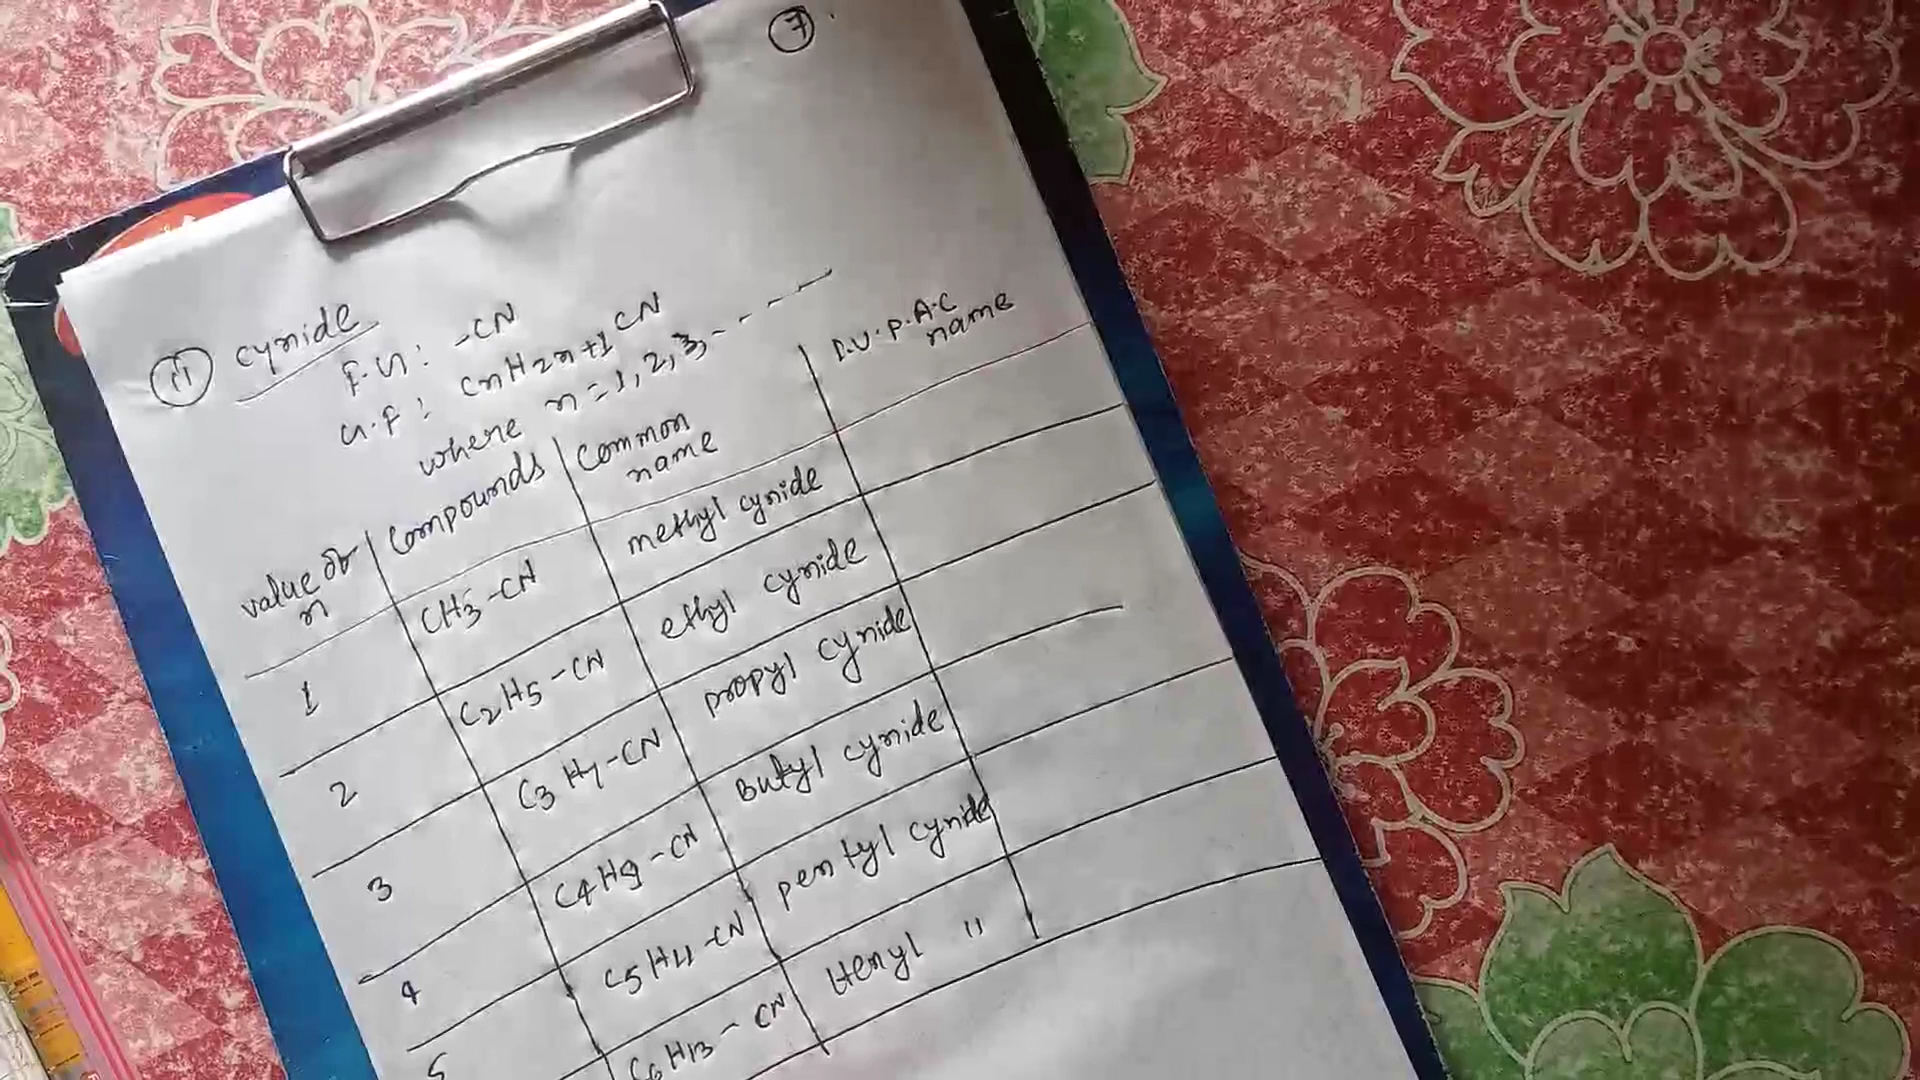 7
11 cynide
F.G: -CN
G.F: CnH2n+1 CN
where n = 1, 2, 3, - - - - -
value of n | compounds | common name | I.U.P.A.C name
1 | CH3-CN | methyl cynide
2 | C2H5-CN | ethyl cynide
3 | C3H7-CN | propyl cynide
4 | C4H9-CN | Butyl cynide
5 | C5H11-CN | pentyl cynide
C6H13-CN | Hexyl "